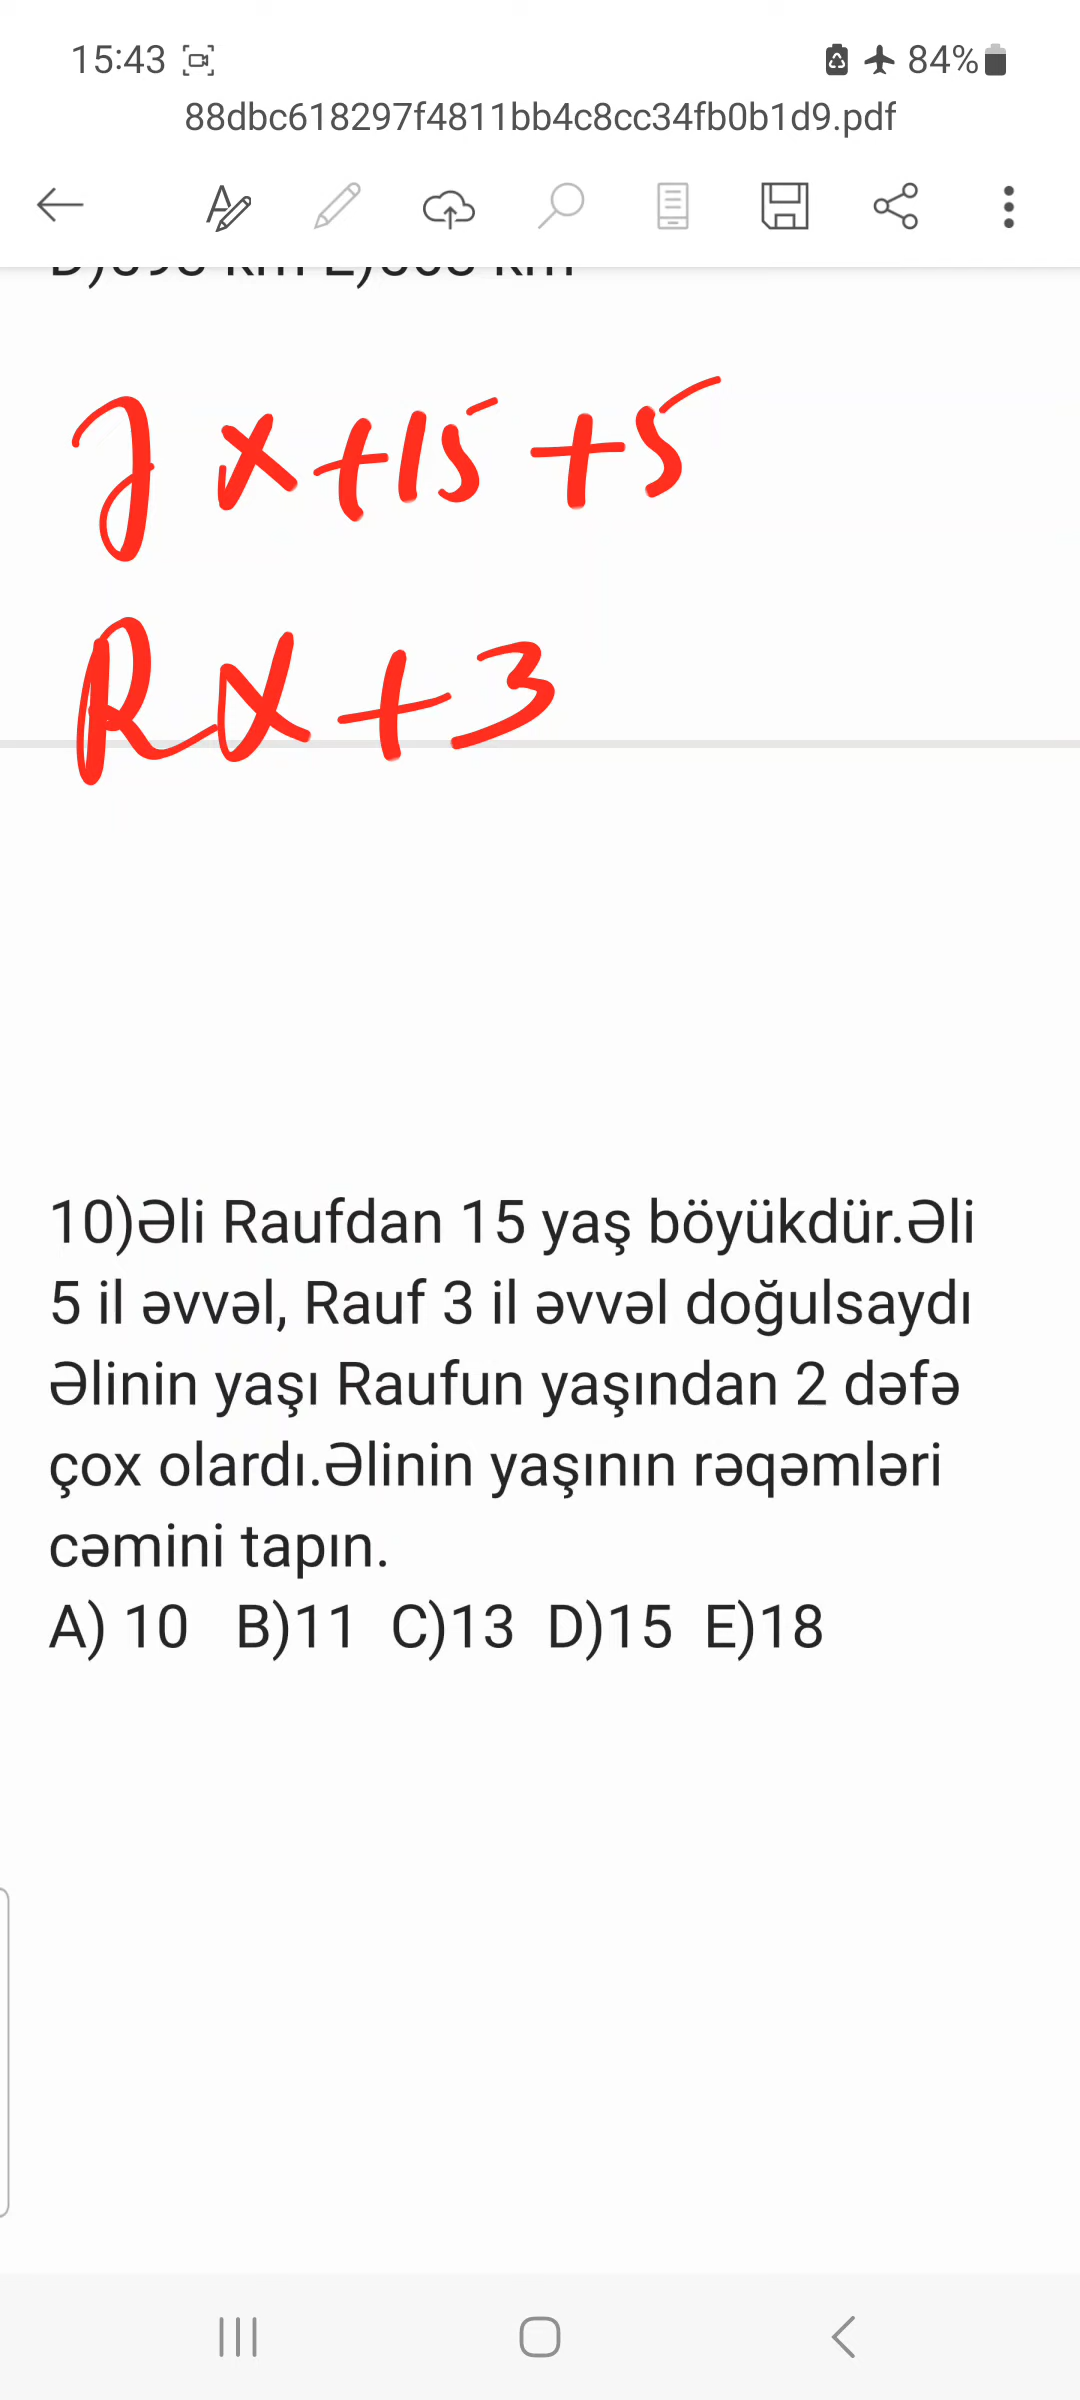 15:43 84%
88dbc618297f4811bb4c8cc34fb0b1d9.pdf
x+15+5
R x+3
10)Əli Raufdan 15 yaş böyükdür.Əli
5 il əvvəl, Rauf 3 il əvvəl doğulsaydı
Əlinin yaşı Raufun yaşından 2 dəfə
çox olardı.Əlinin yaşının rəqəmləri
cəmini tapın.
A) 10 B)11 C)13 D)15 E)18